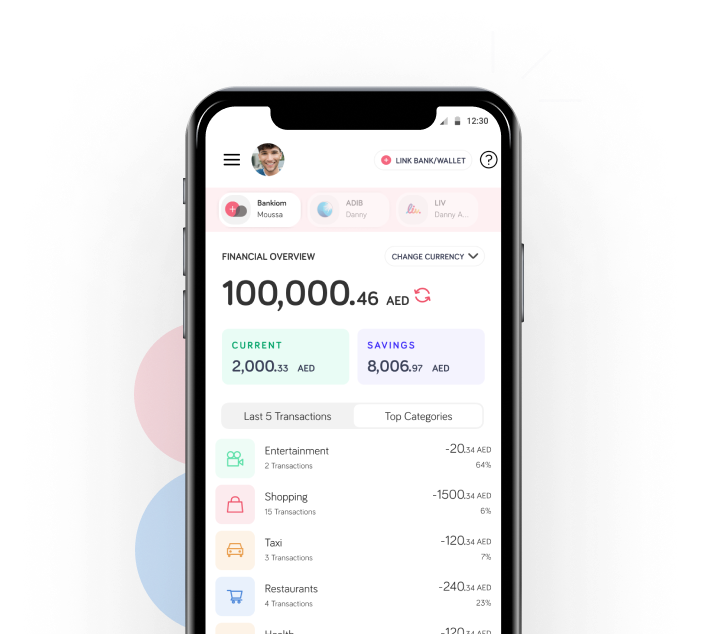 12:30
LINK BANK/WALLET
?
Bankiom
Moussa
ADIB
Danny
LIV
Danny A...
FINANCIAL OVERVIEW
CHANGE CURRENCY
100,000.46 AED
CURRENT
2,000.33 AED
SAVINGS
8,006.97 AED
Last 5 Transactions
Top Categories
Entertainment
-20.34 AED
2 Transactions
64%
Shopping
-1500.34 AED
15 Transactions
6%
Taxi
-120.34 AED
3 Transactions
7%
Restaurants
-240.34 AED
4 Transactions
23%
Health
-120.34 AED